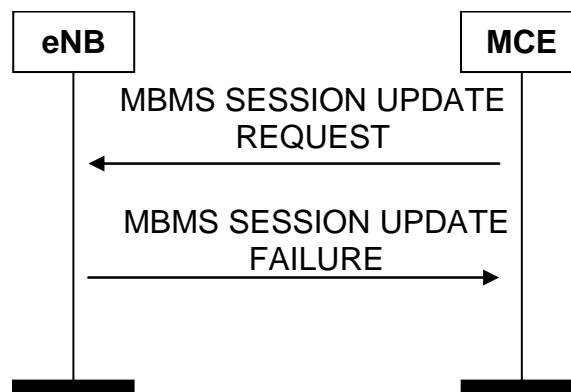 eNB
MCE
MBMS SESSION UPDATE
REQUEST
MBMS SESSION UPDATE
FAILURE